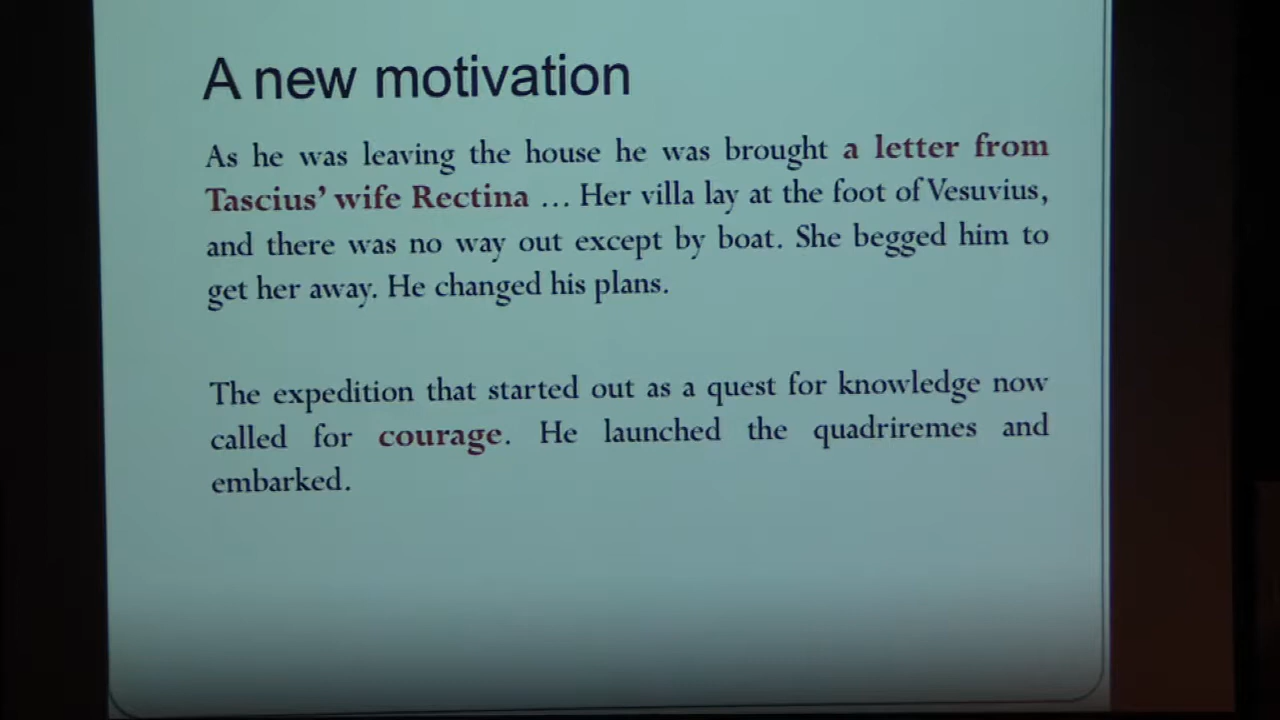 A new motivation
As he was leaving the house he was brought a letter from
Tascius' wife Rectina ... Her villa lay at the foot of Vesuvius,
and there was no way out except by boat. She begged him to
get her away. He changed his plans.
The expedition that started out as a quest for knowledge now
called for courage. He launched the quadriremes and
embarked.